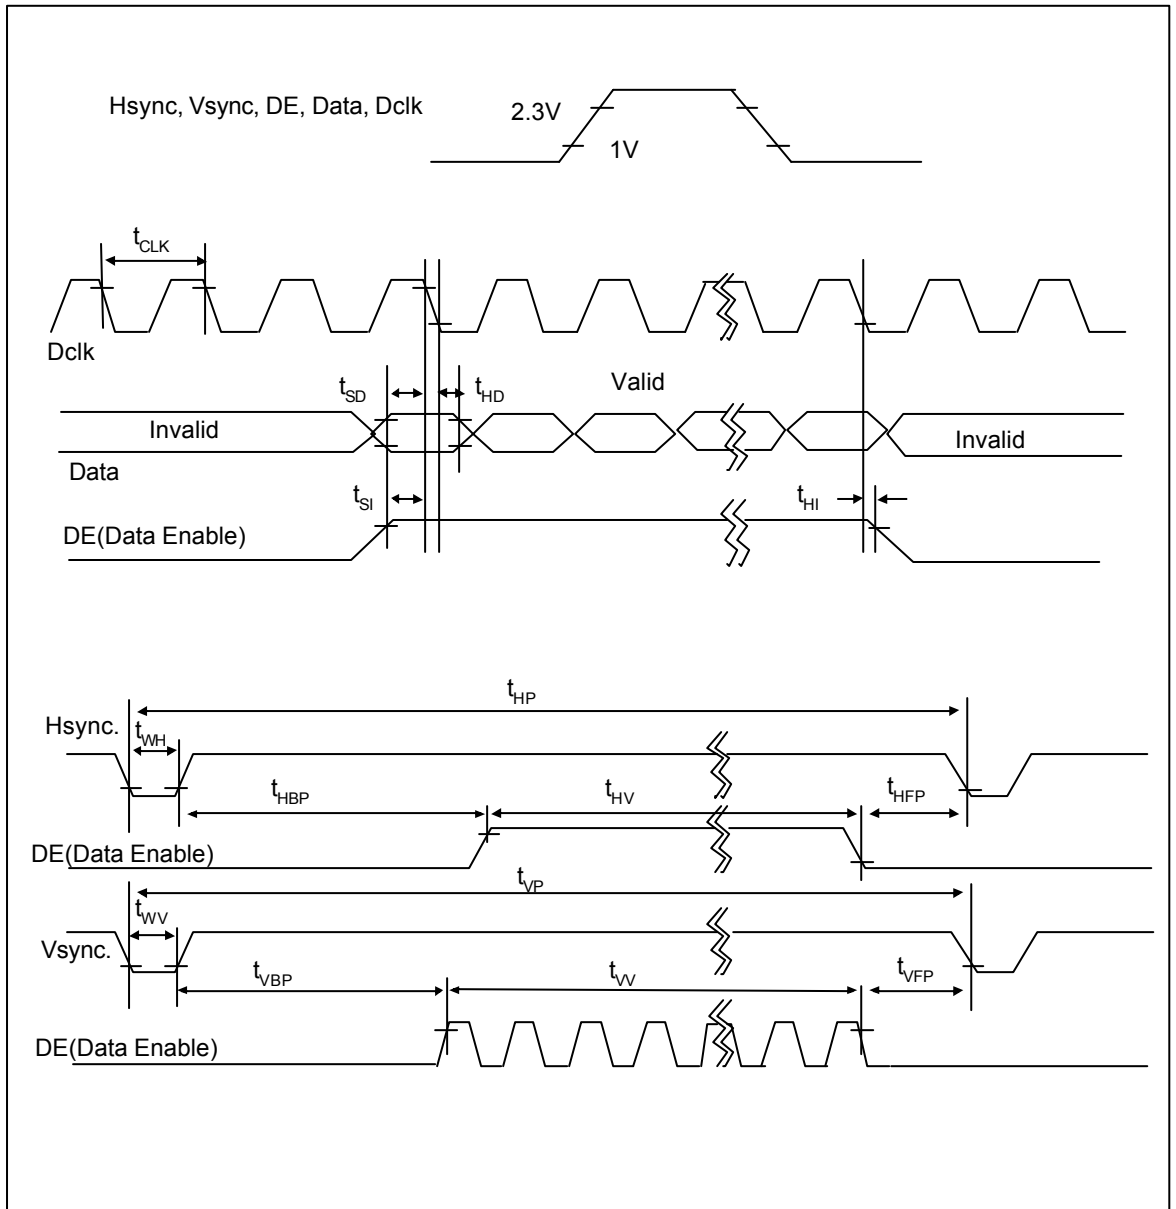 Hsync, Vsync, DE, Data, Dclk
2.3V
1V
tCLK
Dclk
tSD
tHD
Valid
Invalid
Invalid
Data
tSI
tHI
DE(Data Enable)
tHP
Hsync.
tWH
tHBP
tHV
tHFP
DE(Data Enable)
tVP
tWV
Vsync.
tVBP
tVV
tVFP
DE(Data Enable)